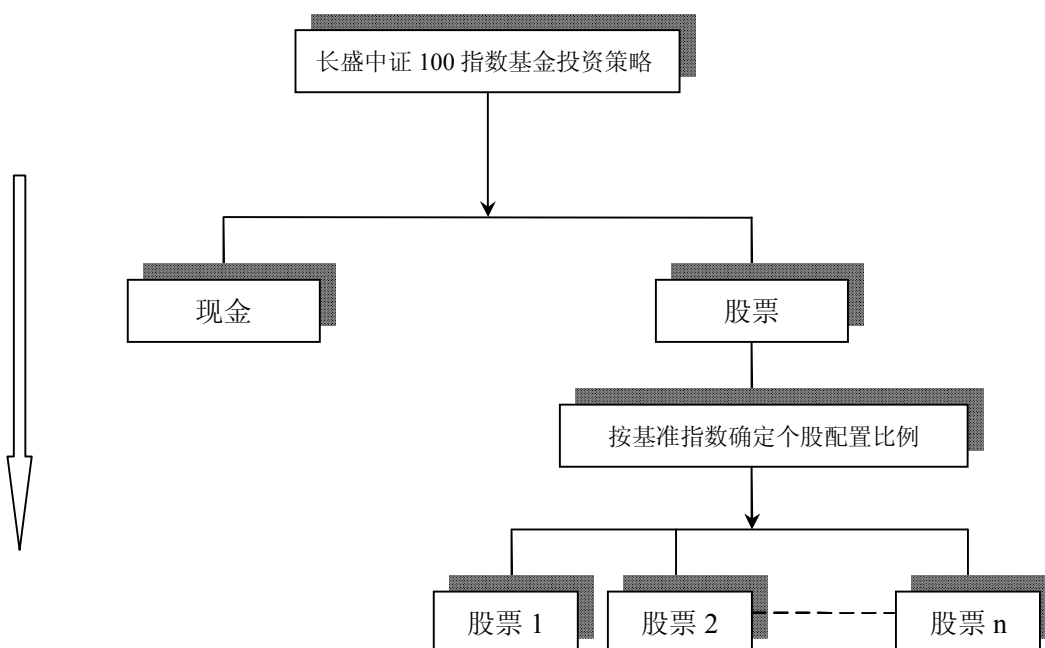 长盛中证 100 指数基金投资策略
现金
股票
按基准指数确定个股配置比例
股票 1
股票 2
股票 n